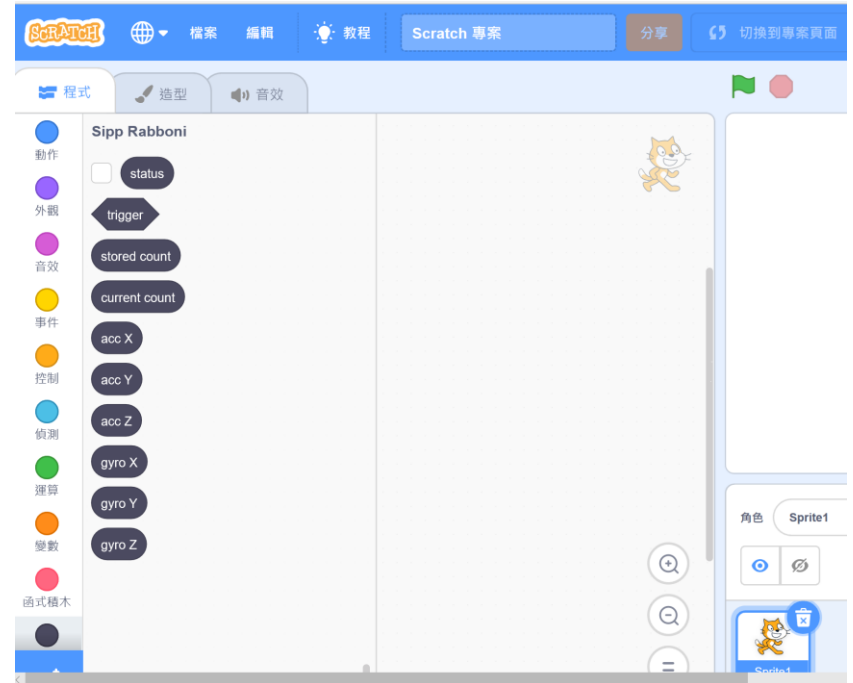 SCRATCH 檔案 編輯 教程 Scratch 專案 分享 切換到專案頁面
程式 造型 音效
動作
外觀
音效
事件
控制
偵測
運算
變數
函式積木
Sipp Rabboni
status
trigger
stored count
current count
acc X
acc Y
acc Z
gyro X
gyro Y
gyro Z
角色 Sprite1
Sprite1